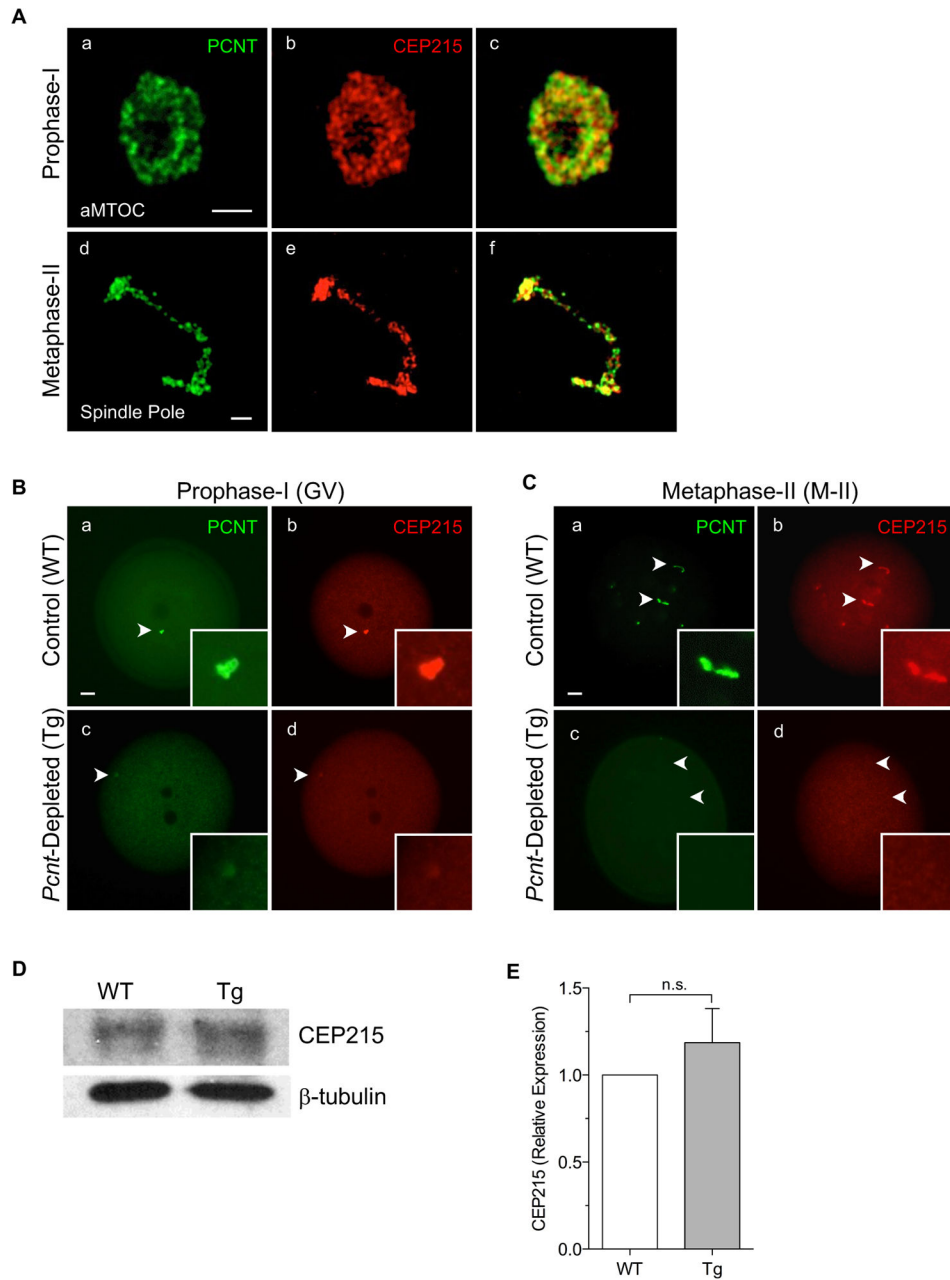 A
a PCNT
b CEP215
c
Prophase-I
aMTOC
d
e
f
Metaphase-II
Spindle Pole
B
Prophase-I (GV)
a PCNT
b CEP215
Control (WT)
c
d
Pcnt-Depleted (Tg)
C
Metaphase-II (M-II)
a PCNT
b CEP215
Control (WT)
c
d
Pcnt-Depleted (Tg)
D
WT Tg
CEP215
β-tubulin
E
n.s.
1.5
1.0
0.5
0.0
CEP215 (Relative Expression)
WT Tg